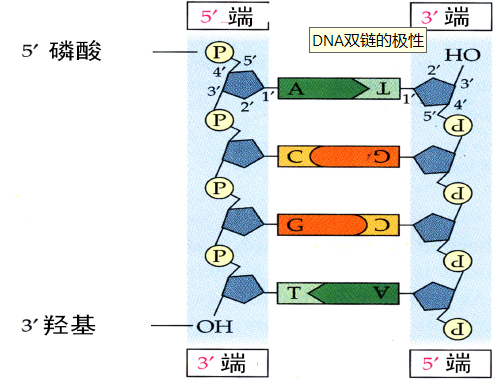 5′ 端 3′ 端
DNA双链的极性
5′ 磷酸 P 5′ HO
4′ 2′ 3′
3′ 1′ A T 1′ 4′
2′ 5′
P P
C G
P P
G C
P P
T A
3′ 羟基 OH P
3′ 端 5′ 端